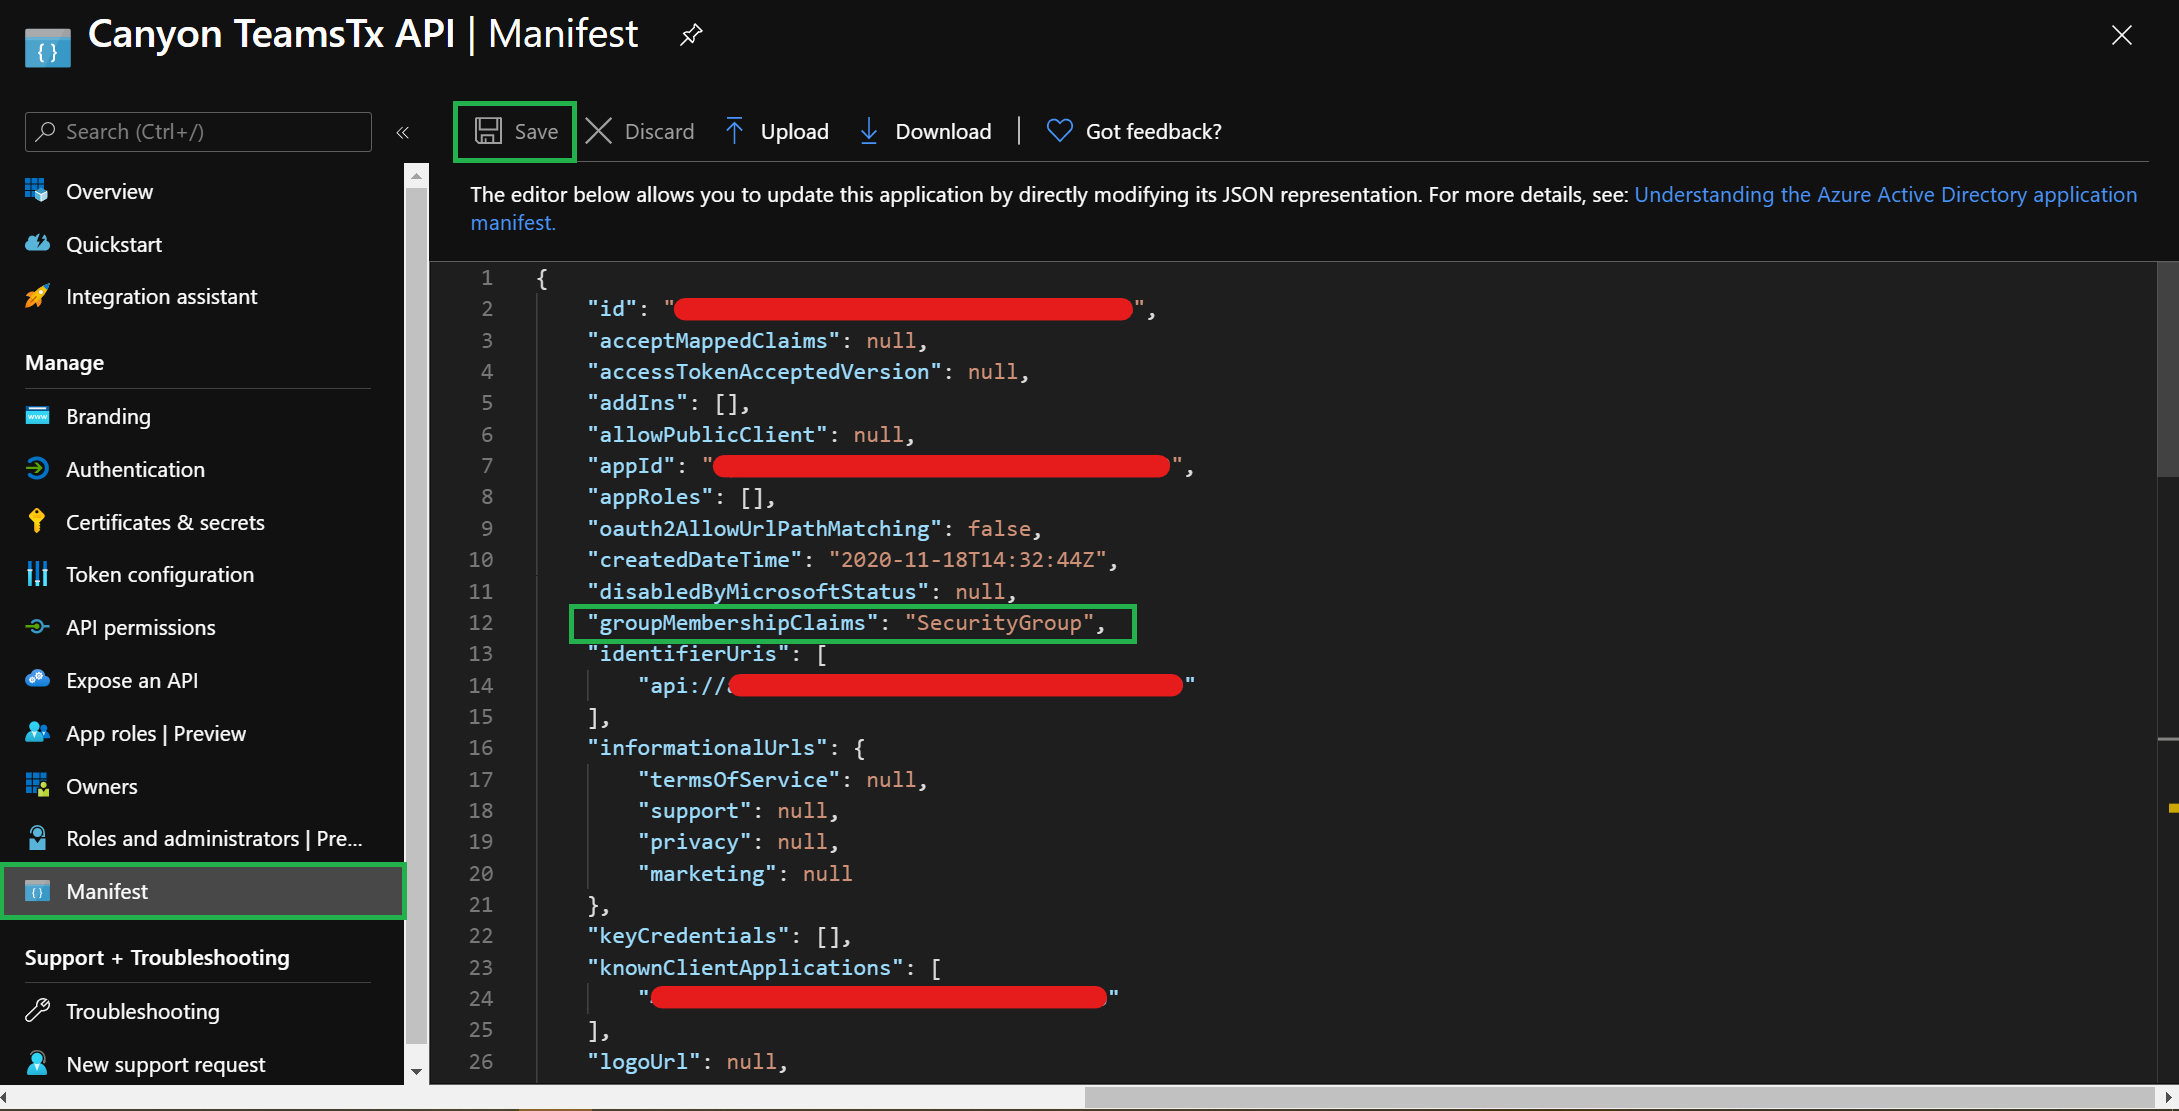 Canyon TeamsTx API | Manifest
Search (Ctrl+/)
«
Save
Discard
Upload
Download
Got feedback?
Overview
Quickstart
Integration assistant
Manage
Branding
Authentication
Certificates & secrets
Token configuration
API permissions
Expose an API
App roles | Preview
Owners
Roles and administrators | Pre...
Manifest
Support + Troubleshooting
Troubleshooting
New support request
The editor below allows you to update this application by directly modifying its JSON representation. For more details, see: Understanding the Azure Active Directory application
manifest.
1 {
2 "id": "",
3 "acceptMappedClaims": null,
4 "accessTokenAcceptedVersion": null,
5 "addIns": [],
6 "allowPublicClient": null,
7 "appId": "",
8 "appRoles": [],
9 "oauth2AllowUrlPathMatching": false,
10 "createdDateTime": "2020-11-18T14:32:44Z",
11 "disabledByMicrosoftStatus": null,
12 "groupMembershipClaims": "SecurityGroup",
13 "identifierUris": [
14 "api://"
15 ],
16 "informationalUrls": {
17 "termsOfService": null,
18 "support": null,
19 "privacy": null,
20 "marketing": null
21 },
22 "keyCredentials": [],
23 "knownClientApplications": [
24 ""
25 ],
26 "logoUrl": null,